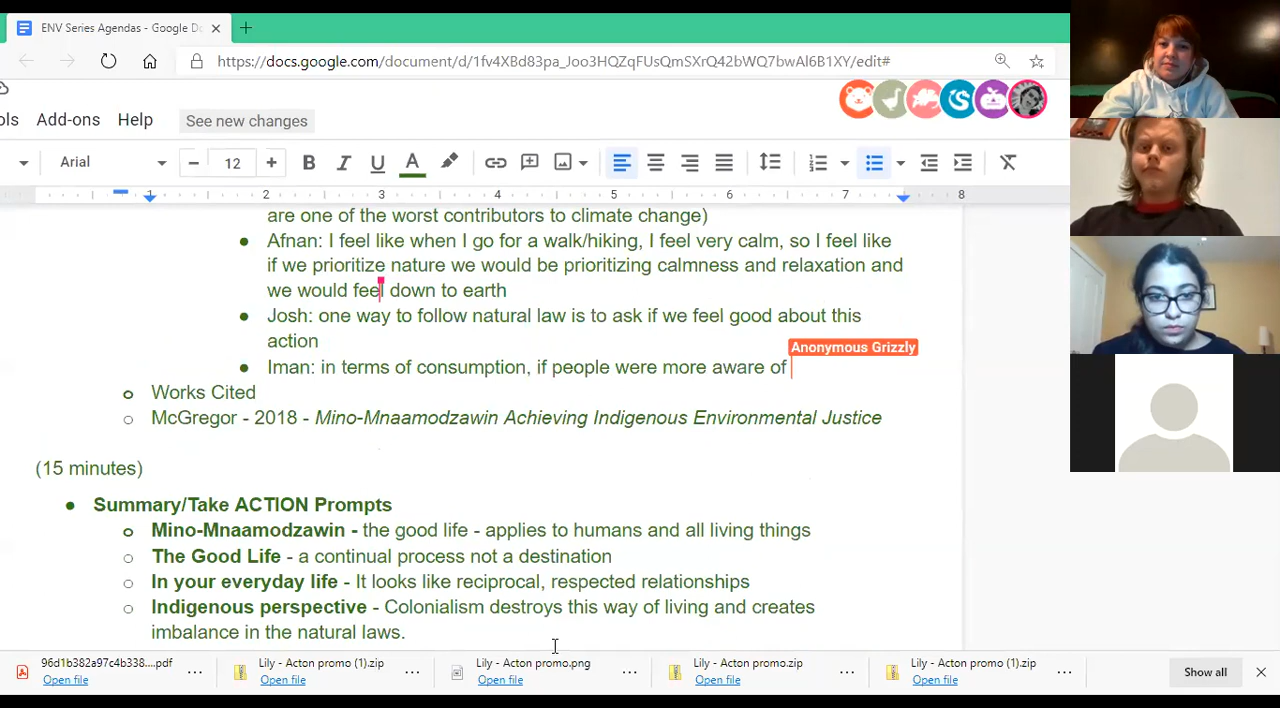 ENV Series Agendas - Google Do
https://docs.google.com/document/d/1fv4XBd83pa_Joo3HQZqFUsQmSXrQ42bWQ7bwAl6B1XY/edit#
ols Add-ons Help See new changes
Arial 12 B I U A
1 2 3 4 5 6 7 8
are one of the worst contributors to climate change)
Afnan: I feel like when I go for a walk/hiking, I feel very calm, so I feel like
if we prioritize nature we would be prioritizing calmness and relaxation and
we would feel down to earth
Josh: one way to follow natural law is to ask if we feel good about this
action
Anonymous Grizzly
Iman: in terms of consumption, if people were more aware of
Works Cited
McGregor - 2018 - Mino-Mnaamodzawin Achieving Indigenous Environmental Justice
(15 minutes)
Summary/Take ACTION Prompts
Mino-Mnaamodzawin - the good life - applies to humans and all living things
The Good Life - a continual process not a destination
In your everyday life - It looks like reciprocal, respected relationships
Indigenous perspective - Colonialism destroys this way of living and creates
imbalance in the natural laws.
96d1b382a97c4b338....pdf Lily - Acton promo (1).zip Lily - Acton promo.png Lily - Acton promo.zip Lily - Acton promo (1).zip
Open file Open file Open file Open file Open file Show all